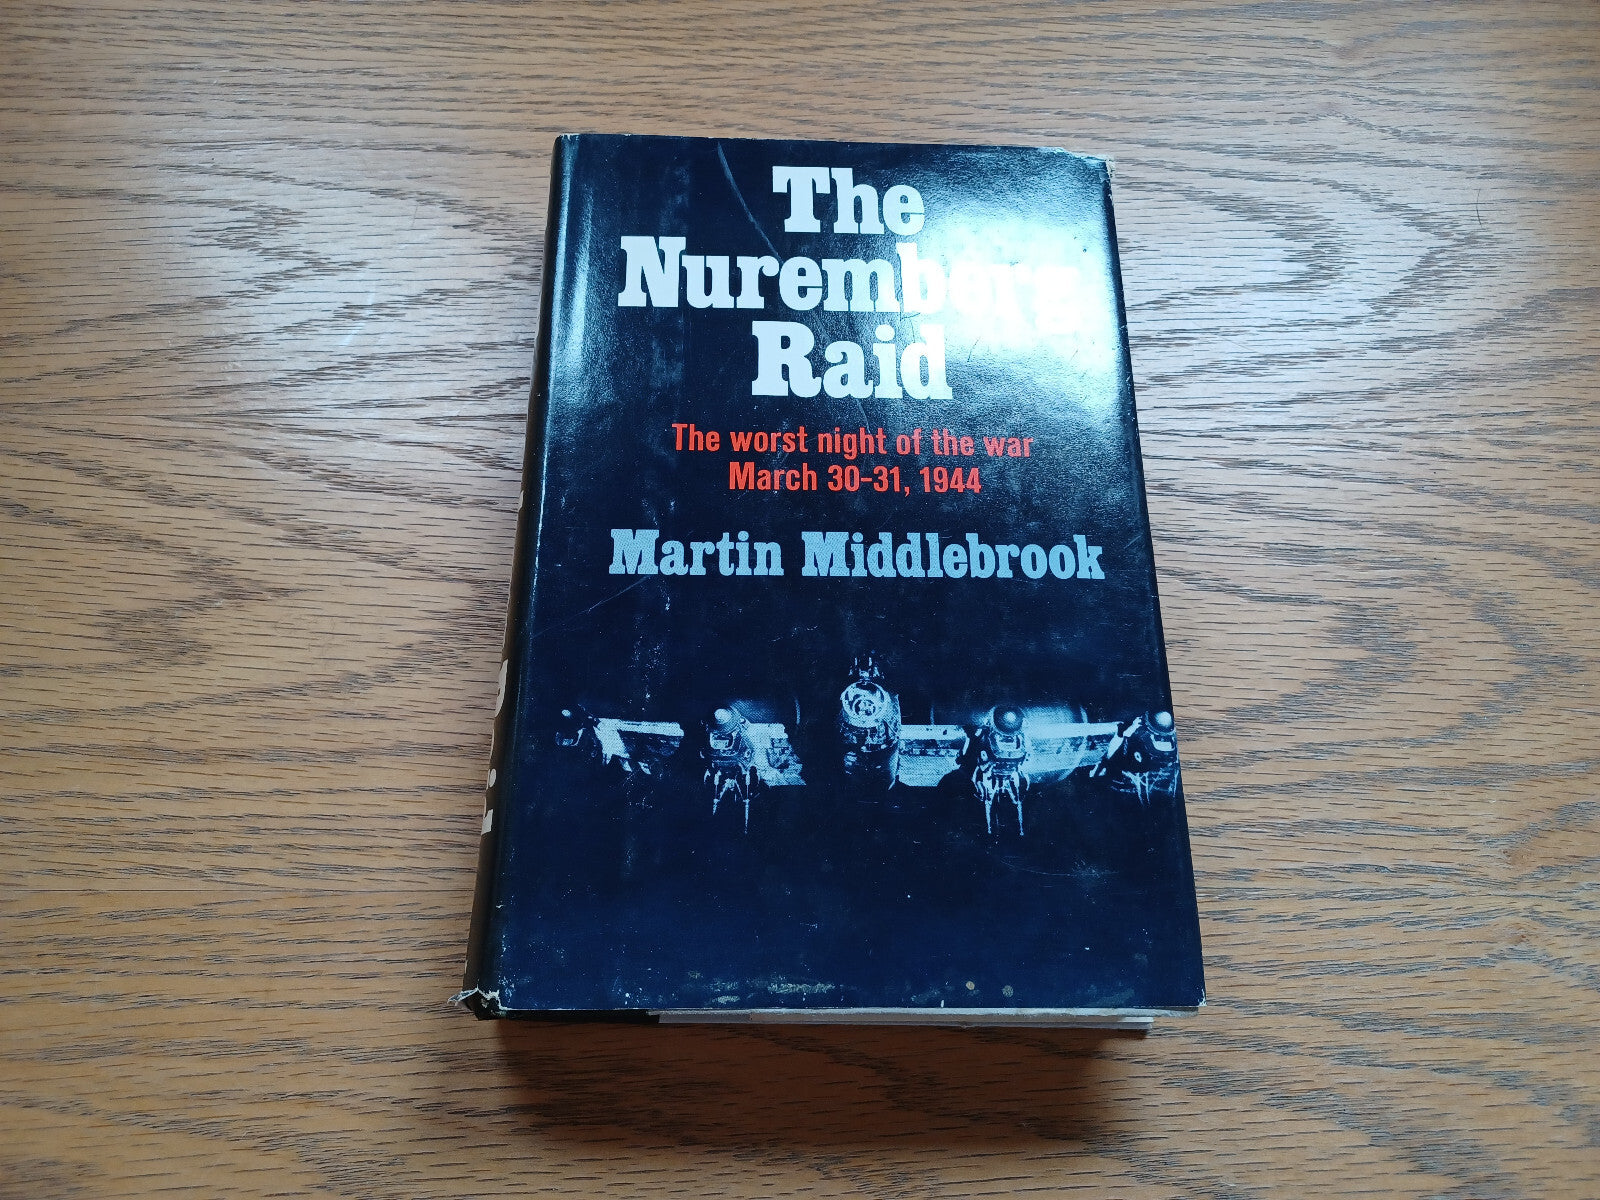 The
Nuremberg
Raid
The worst night of the war
March 30-31, 1944
Martin Middlebrook